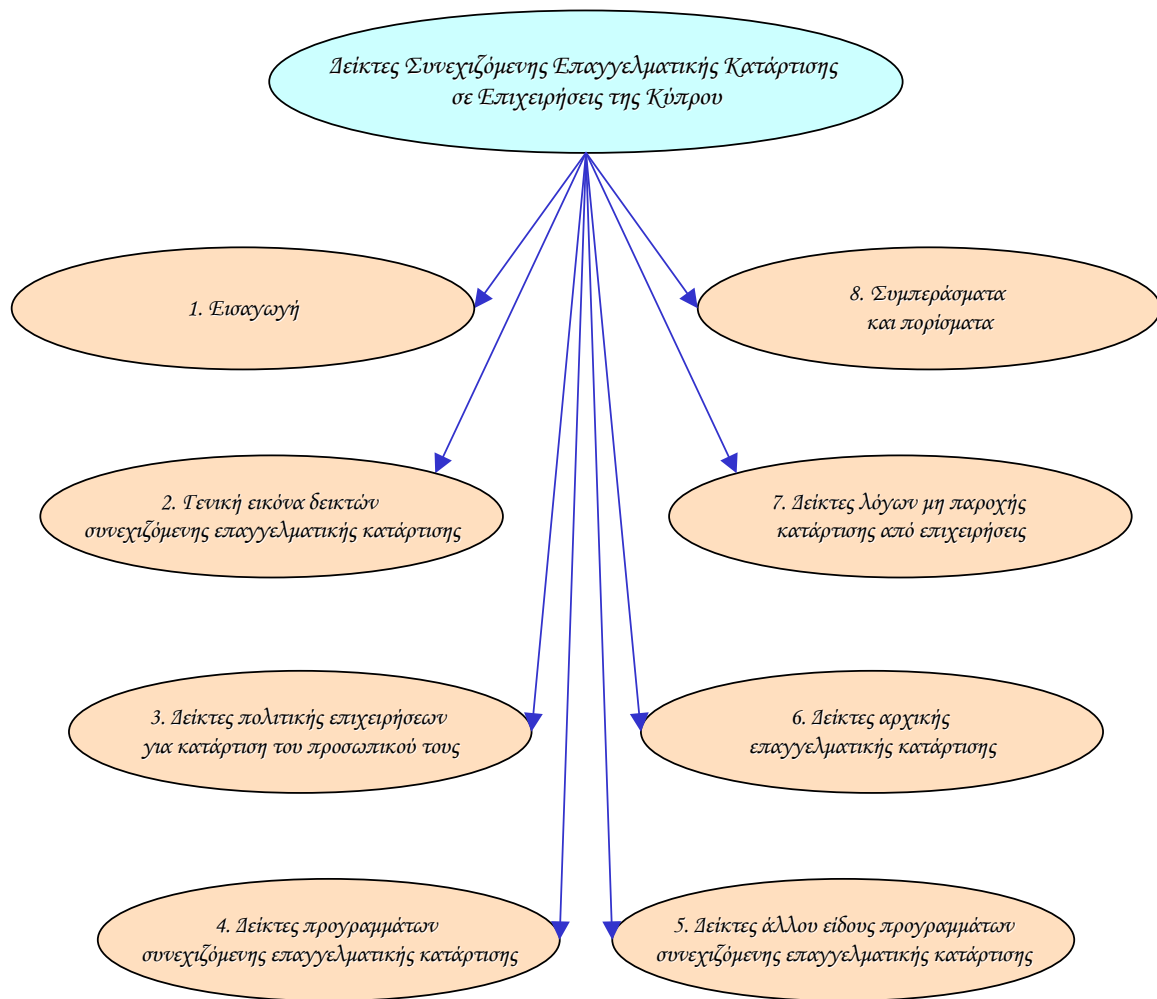 Δείκτες Συνεχιζόμενης Επαγγελματικής Κατάρτισης
σε Επιχειρήσεις της Κύπρου
1. Εισαγωγή
2. Γενική εικόνα δεικτών
συνεχιζόμενης επαγγελματικής κατάρτισης
3. Δείκτες πολιτικής επιχειρήσεων
για κατάρτιση του προσωπικού τους
4. Δείκτες προγραμμάτων
συνεχιζόμενης επαγγελματικής κατάρτισης
5. Δείκτες άλλου είδους προγραμμάτων
συνεχιζόμενης επαγγελματικής κατάρτισης
6. Δείκτες αρχικής
επαγγελματικής κατάρτισης
7. Δείκτες λόγων μη παροχής
κατάρτισης από επιχειρήσεις
8. Συμπεράσματα
και πορίσματα